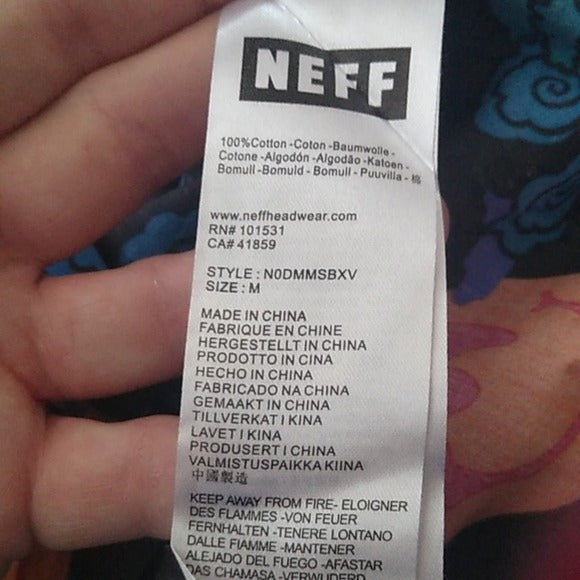 NEFF
100%Cotton -Coton -Baumwolle -
Cotone -Algodón -Algodão -Katoen -
Bomull -Bomuld - Bomull - Puuvilla - 棉
www.neffheadwear.com
RN# 101531
CA# 41859
STYLE : N0DMMSBXV
SIZE : M
MADE IN CHINA
FABRIQUE EN CHINE
HERGESTELLT IN CHINA
PRODOTTO IN CINA
HECHO IN CHINA
FABRICADO NA CHINA
GEMAAKT IN CHINA
TILLVERKAT I KINA
LAVET I KINA
PRODUSERT I CHINA
VALMISTUSPAIKKA KIINA
中國製造
KEEP AWAY FROM FIRE- ELOIGNER
DES FLAMMES -VON FEUER
FERNHALTEN -TENERE LONTANO
DALLE FIAMME -MANTENER
ALEJADO DEL FUEGO -AFASTAR
DAS CHAMASA -VERWIJDERD